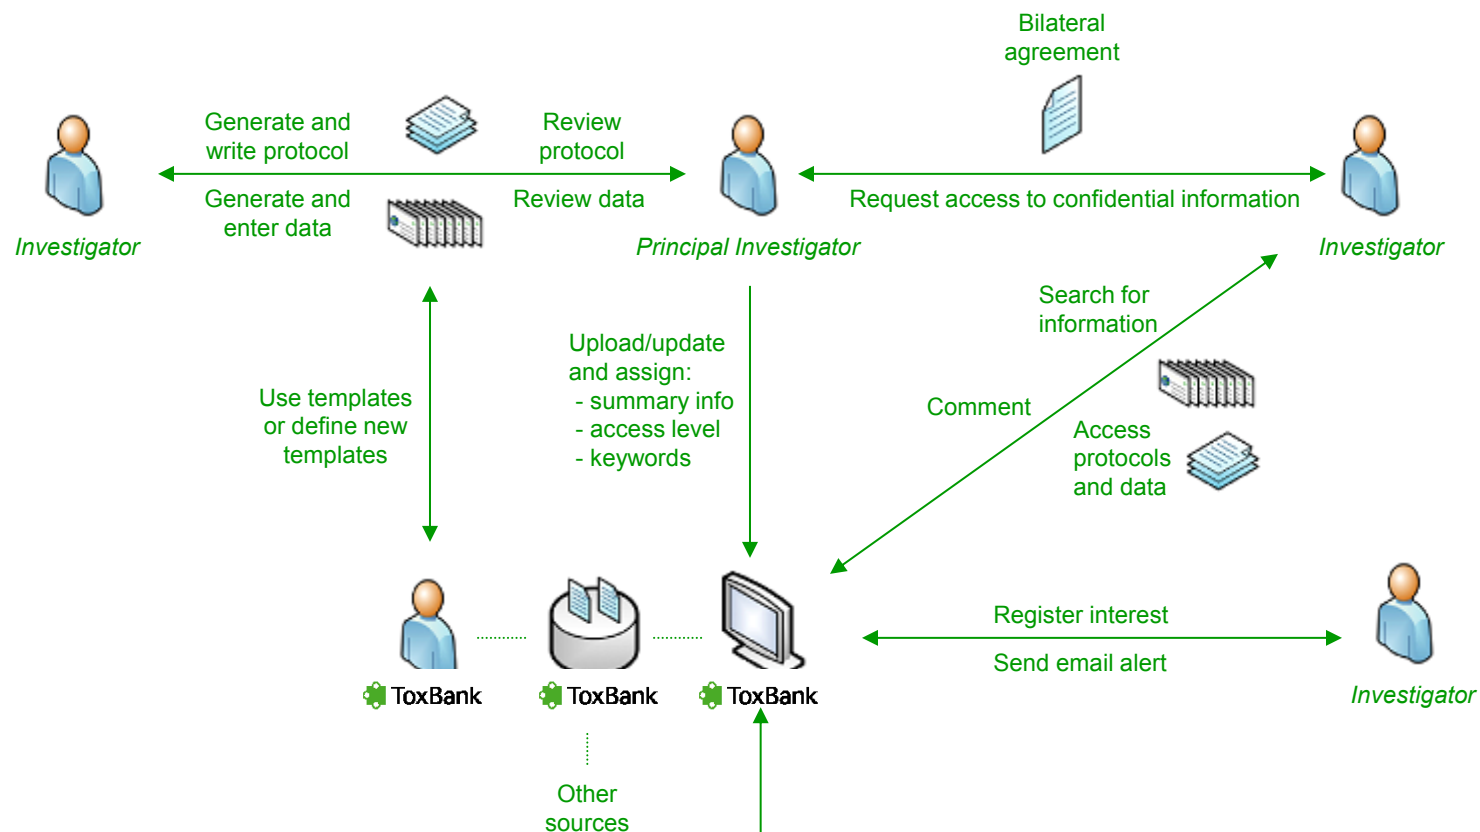 Bilateral
agreement
Generate and
write protocol
Review
protocol
Generate and
enter data
Review data
Request access to confidential information
Investigator
Principal Investigator
Investigator
Search for
information
Upload/update
and assign:
- summary info
- access level
- keywords
Use templates
or define new
templates
Comment
Access
protocols
and data
Register interest
Send email alert
Investigator
ToxBank
ToxBank
ToxBank
Other
sources